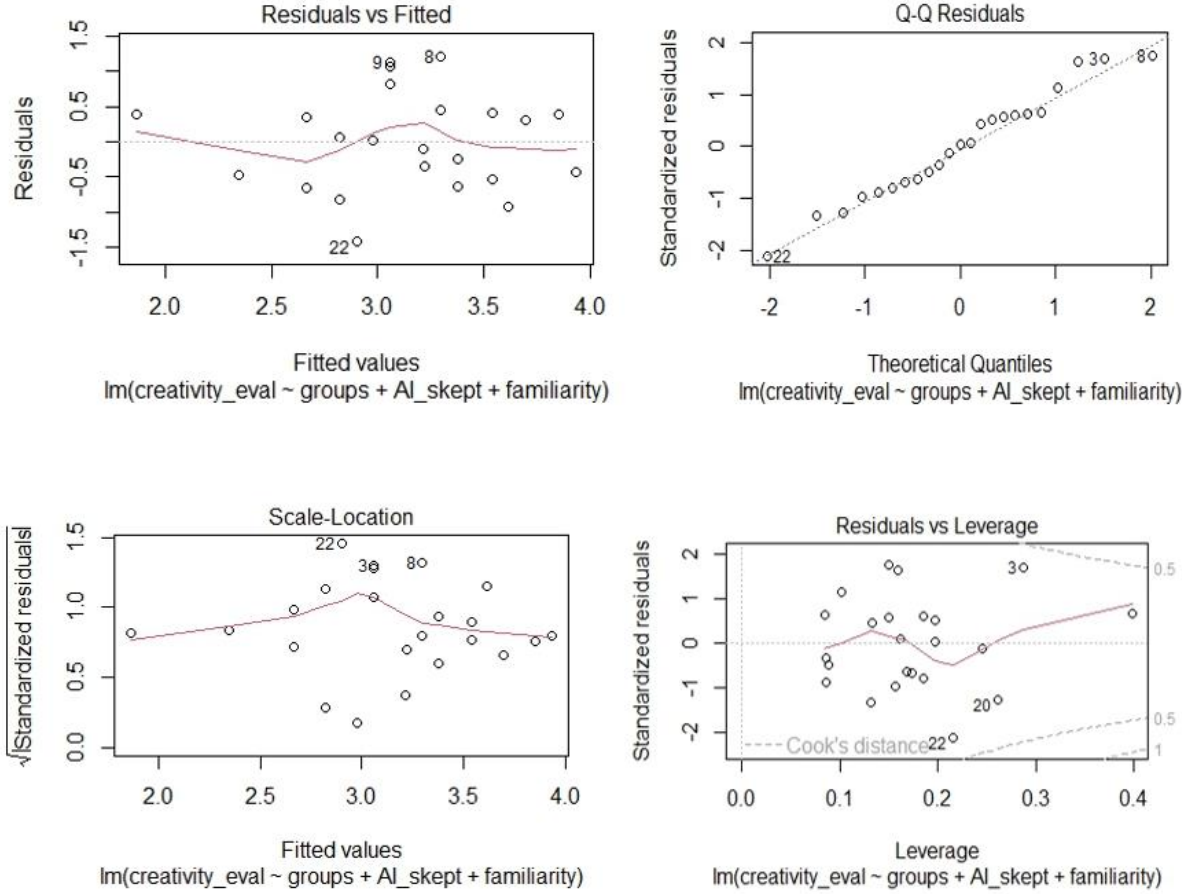 Residuals vs Fitted
Residuals
1.5
0.5
-0.5
-1.5
9
8
22
2.0 2.5 3.0 3.5 4.0
Fitted values
lm(creativity_eval ~ groups + AI_skept + familiarity)
Q-Q Residuals
Standardized residuals
2
1
0
-1
-2
3
8
22
-2 -1 0 1 2
Theoretical Quantiles
lm(creativity_eval ~ groups + AI_skept + familiarity)
Scale-Location
√|Standardized residuals|
1.5
1.0
0.5
0.0
22
3
8
2.0 2.5 3.0 3.5 4.0
Fitted values
lm(creativity_eval ~ groups + AI_skept + familiarity)
Residuals vs Leverage
Standardized residuals
2
1
0
-1
-2
3
0.5
20
0.5
Cook's distance
22
1
0.0 0.1 0.2 0.3 0.4
Leverage
lm(creativity_eval ~ groups + AI_skept + familiarity)